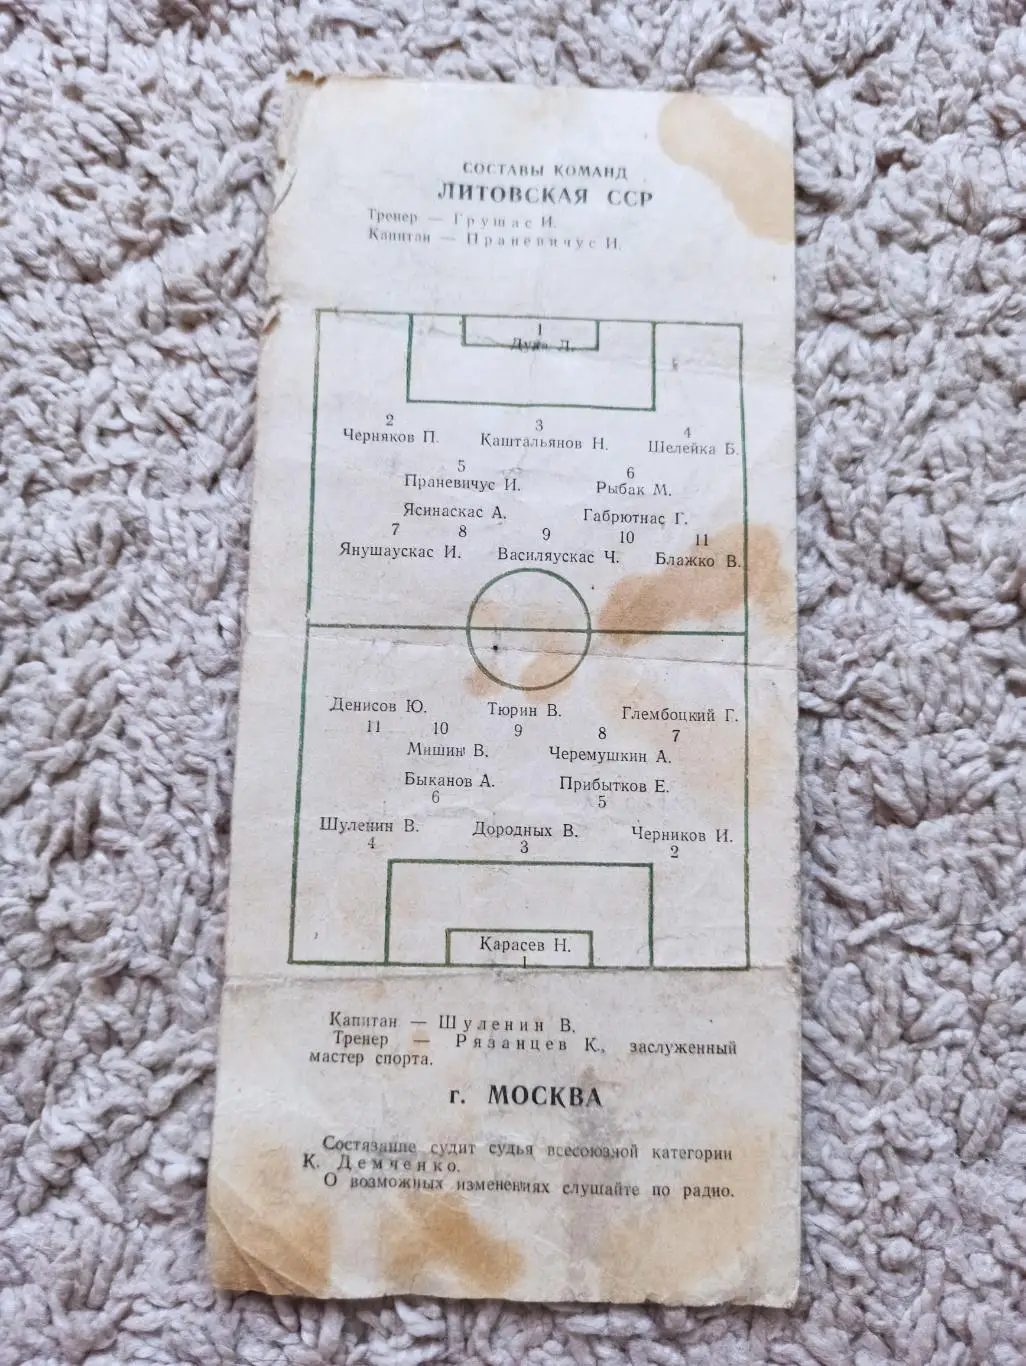 СОСТАВЫ КОМАНД
ЛИТОВСКАЯ ССР
Тренер — Грушас И.
Капитан — Праневичус И.
1
Л.
2 3 4
Черняков П. Каштальянов Н. Шелейка Б.
5 6
Праневичус И. Рыбак М.
Ясинаскас А. Габрютнас Г.
7 8 9 10 11
Янушаускас И. Василяускас Ч. Блажко В.
Денисов Ю. Тюрин В. Глембоцкий Г.
11 10 9 8 7
Мишин В. Черемушкин А.
Быканов А. Прибытков Е.
6 5
Шуленин В. Дородных В. Черников И.
4 3 2
Карасев Н.
1
Капитан — Шуленин В.
Тренер — Рязанцев К., заслуженный
мастер спорта.
г. МОСКВА
Состязание судит судья всесоюзной категории
К. Демченко.
О возможных изменениях слушайте по радио.